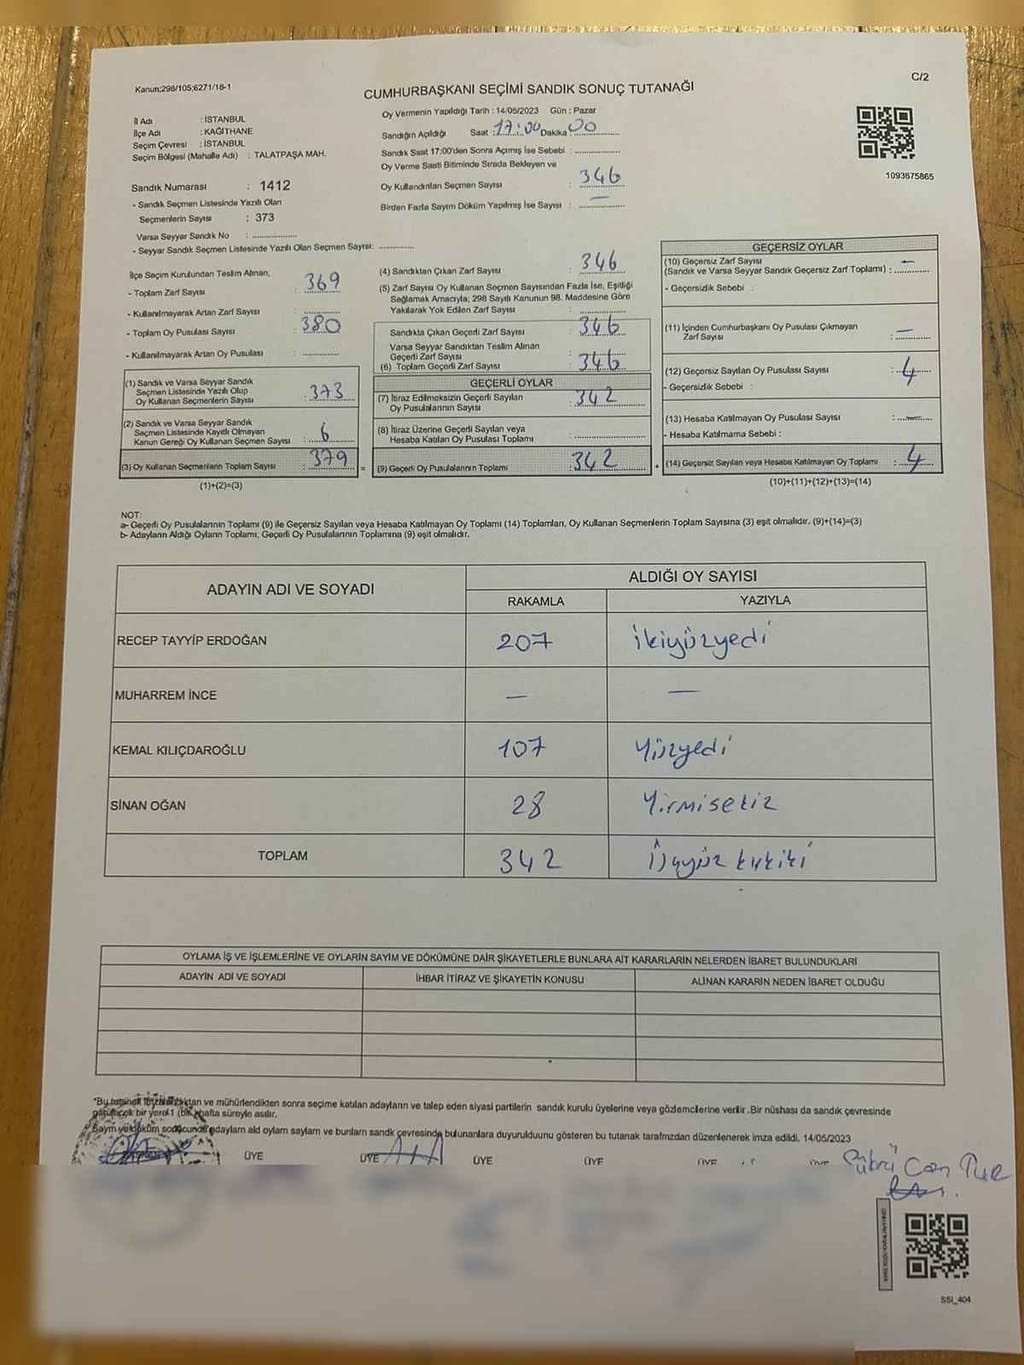 Kanun;298/105;6271/16-1
C/2
CUMHURBAŞKANI SEÇİMİ SANDIK SONUÇ TUTANAĞI
İl Adı : İSTANBUL
İlçe Adı : KAĞITHANE
Seçim Çevresi : İSTANBUL
Seçim Bölgesi (Mahalle Adı) : TALATPAŞA MAH.
Sandık Numarası : 1412
- Sandık Seçmen Listesinde Yazılı Olan
Seçmenlerin Sayısı : 373
Varsa Seyyar Sandık No :
- Seyyar Sandık Seçmen Listesinde Yazılı Olan Seçmen Sayısı:
Oy Vermenin Yapıldığı Tarih : 14/05/2023 Gün : Pazar
Sandığın Açıldığı Saat : 17:00 Dakika 00
Sandık Saat 17:00'den Sonra Açılmış İse Sebebi :
Oy Verme Saati Bitiminde Sırada Bekleyen ve
Oy Kullandırılan Seçmen Sayısı : 346
Birden Fazla Sayım Döküm Yapılmış İse Sayısı : —
1093675865
İlçe Seçim Kurulundan Teslim Alınan;
- Toplam Zarf Sayısı : 369
- Kullanılmayarak Artan Zarf Sayısı :
- Toplam Oy Pusulası Sayısı : 380
- Kullanılmayarak Artan Oy Pusulası :
(1) Sandık ve Varsa Seyyar Sandık
Seçmen Listesinde Yazılı Olup
Oy Kullanan Seçmenlerin Sayısı : 373
(2) Sandık ve Varsa Seyyar Sandık
Seçmen Listesinde Kayıtlı Olmayan
Kanun Gereği Oy Kullanan Seçmen Sayısı : 6
(3) Oy Kullanan Seçmenlerin Toplam Sayısı : 379
(1)+(2)=(3)
(4) Sandıktan Çıkan Zarf Sayısı : 346
(5) Zarf Sayısı Oy Kullanan Seçmen Sayısından Fazla İse, Eşitliği
Sağlamak Amacıyla; 298 Sayılı Kanunun 98. Maddesine Göre
Yakılarak Yok Edilen Zarf Sayısı :
Sandıkta Çıkan Geçerli Zarf Sayısı : 346
Varsa Seyyar Sandıktan Teslim Alınan
Geçerli Zarf Sayısı :
(6) Toplam Geçerli Zarf Sayısı : 346
GEÇERLİ OYLAR
(7) İtiraz Edilmeksizin Geçerli Sayılan
Oy Pusulalarının Sayısı : 342
(8) İtiraz Üzerine Geçerli Sayılan veya
Hesaba Katılan Oy Pusulası Toplamı :
(9) Geçerli Oy Pusulalarının Toplamı : 342
GEÇERSİZ OYLAR
(10) Geçersiz Zarf Sayısı —
(Sandık ve Varsa Seyyar Sandık Geçersiz Zarf Toplamı) :
- Geçersizlik Sebebi :
(11) İçinden Cumhurbaşkanı Oy Pusulası Çıkmayan
Zarf Sayısı : —
(12) Geçersiz Sayılan Oy Pusulası Sayısı : 4
- Geçersizlik Sebebi :
(13) Hesaba Katılmayan Oy Pusulası Sayısı : —
- Hesaba Katılmama Sebebi :
(14) Geçersiz Sayılan veya Hesaba Katılmayan Oy Toplamı : 4
(10)+(11)+(12)+(13)=(14)
NOT:
a- Geçerli Oy Pusulalarının Toplamı (9) ile Geçersiz Sayılan veya Hesaba Katılmayan Oy Toplamı (14) Toplamları, Oy Kullanan Seçmenlerin Toplam Sayısına (3) eşit olmalıdır. (9)+(14)=(3)
b- Adayların Aldığı Oyların Toplamı, Geçerli Oy Pusulalarının Toplamına (9) eşit olmalıdır.
ADAYIN ADI VE SOYADI
ALDIĞI OY SAYISI
RAKAMLA YAZIYLA
RECEP TAYYİP ERDOĞAN 207 ikiyüzyedi
MUHARREM İNCE — —
KEMAL KILIÇDAROĞLU 107 Yüzyedi
SİNAN OĞAN 28 Yirmisekiz
TOPLAM 342 üçyüz kırkiki
OYLAMA İŞ VE İŞLEMLERİNE VE OYLARIN SAYIM VE DÖKÜMÜNE DAİR ŞİKAYETLERLE BUNLARA AİT KARARLARIN NELERDEN İBARET BULUNDUKLARI
ADAYIN ADI VE SOYADI İHBAR İTİRAZ VE ŞİKAYETİN KONUSU ALINAN KARARIN NEDEN İBARET OLDUĞU
"Bu tutanak ve mühürlendikten sonra seçime katılan adayların ve talep eden siyasi partilerin sandık kurulu üyelerine veya gözlemcilerine verilir .Bir nüshası da sandık çevresinde
bir yere 1 (bir) hafta süreyle asılır.
adayların aldı oyların sayıların ve bunların sandık çevresinde bulunanlara duyurulduunu gösteren bu tutanak tarafımızdan düzenlenerek imza edildi. 14/05/2023
ÜYE ÜYE ÜYE ÜYE
Şükrü Can
SSI_404